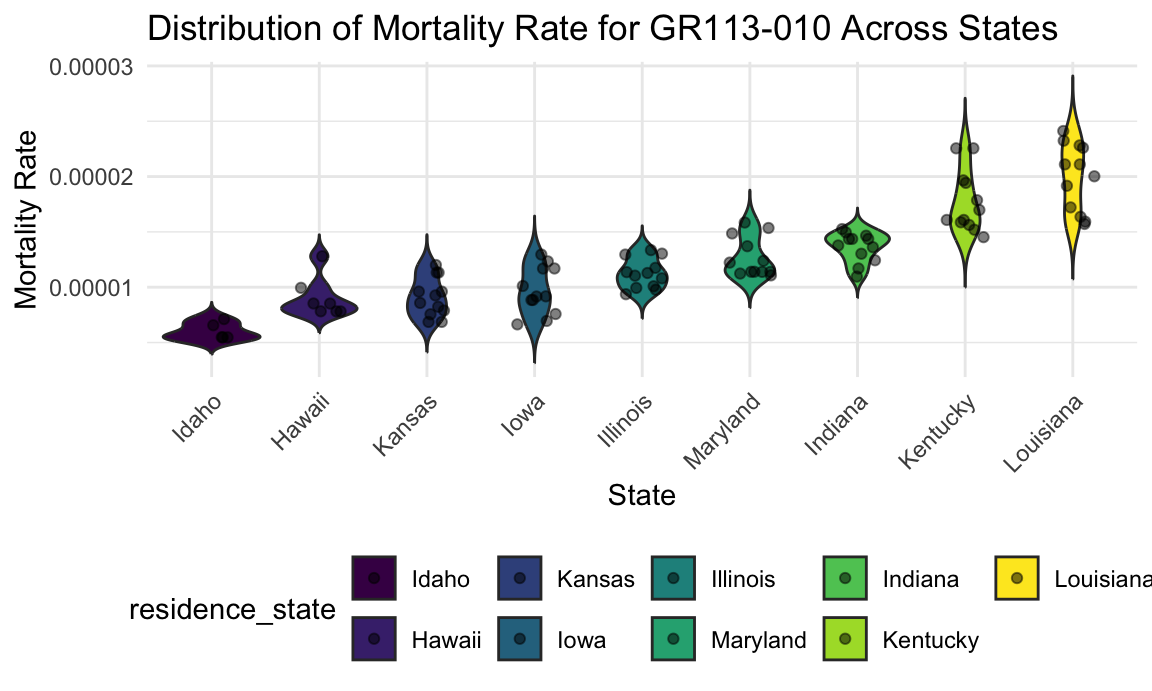 Distribution of Mortality Rate for GR113-010 Across States
Mortality Rate
0.00003
0.00002
0.00001
Idaho
Hawaii
Kansas
Iowa
Illinois
Maryland
Indiana
Kentucky
Louisiana
State
residence_state
Idaho
Kansas
Illinois
Indiana
Louisiana
Hawaii
Iowa
Maryland
Kentucky